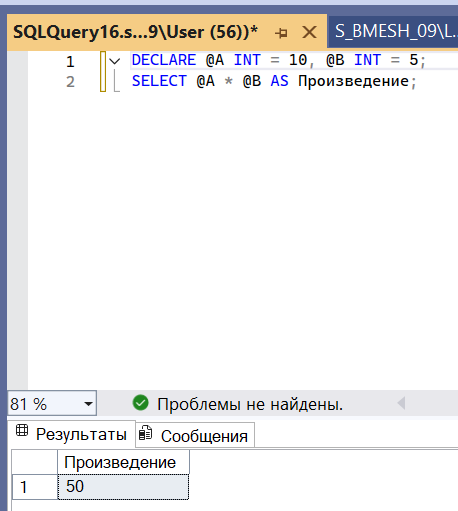 SQLQuery16.s...9\User (56))*
S_BMESH_09\L...
1 DECLARE @A INT = 10, @B INT = 5;
2 SELECT @A * @B AS Произведение;
81 %
Проблемы не найдены.
Результаты
Сообщения
Произведение
1 50